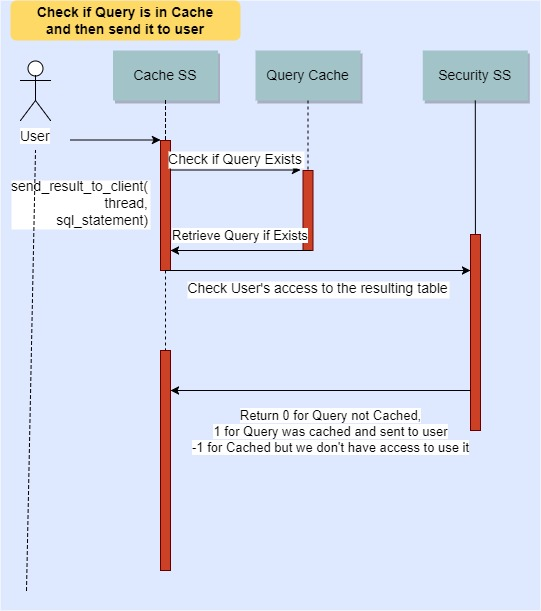 Check if Query is in Cache
and then send it to user
Cache SS
Query Cache
Security SS
User
Check if Query Exists
send_result_to_client(
thread,
sql_statement)
Retrieve Query if Exists
Check User's access to the resulting table
Return 0 for Query not Cached,
1 for Query was cached and sent to user
-1 for Cached but we don't have access to use it